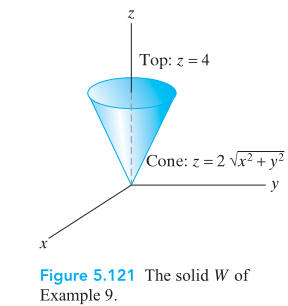 z
Top: z = 4
Cone: z = 2 √x² + y²
y
x
Figure 5.121 The solid W of
Example 9.